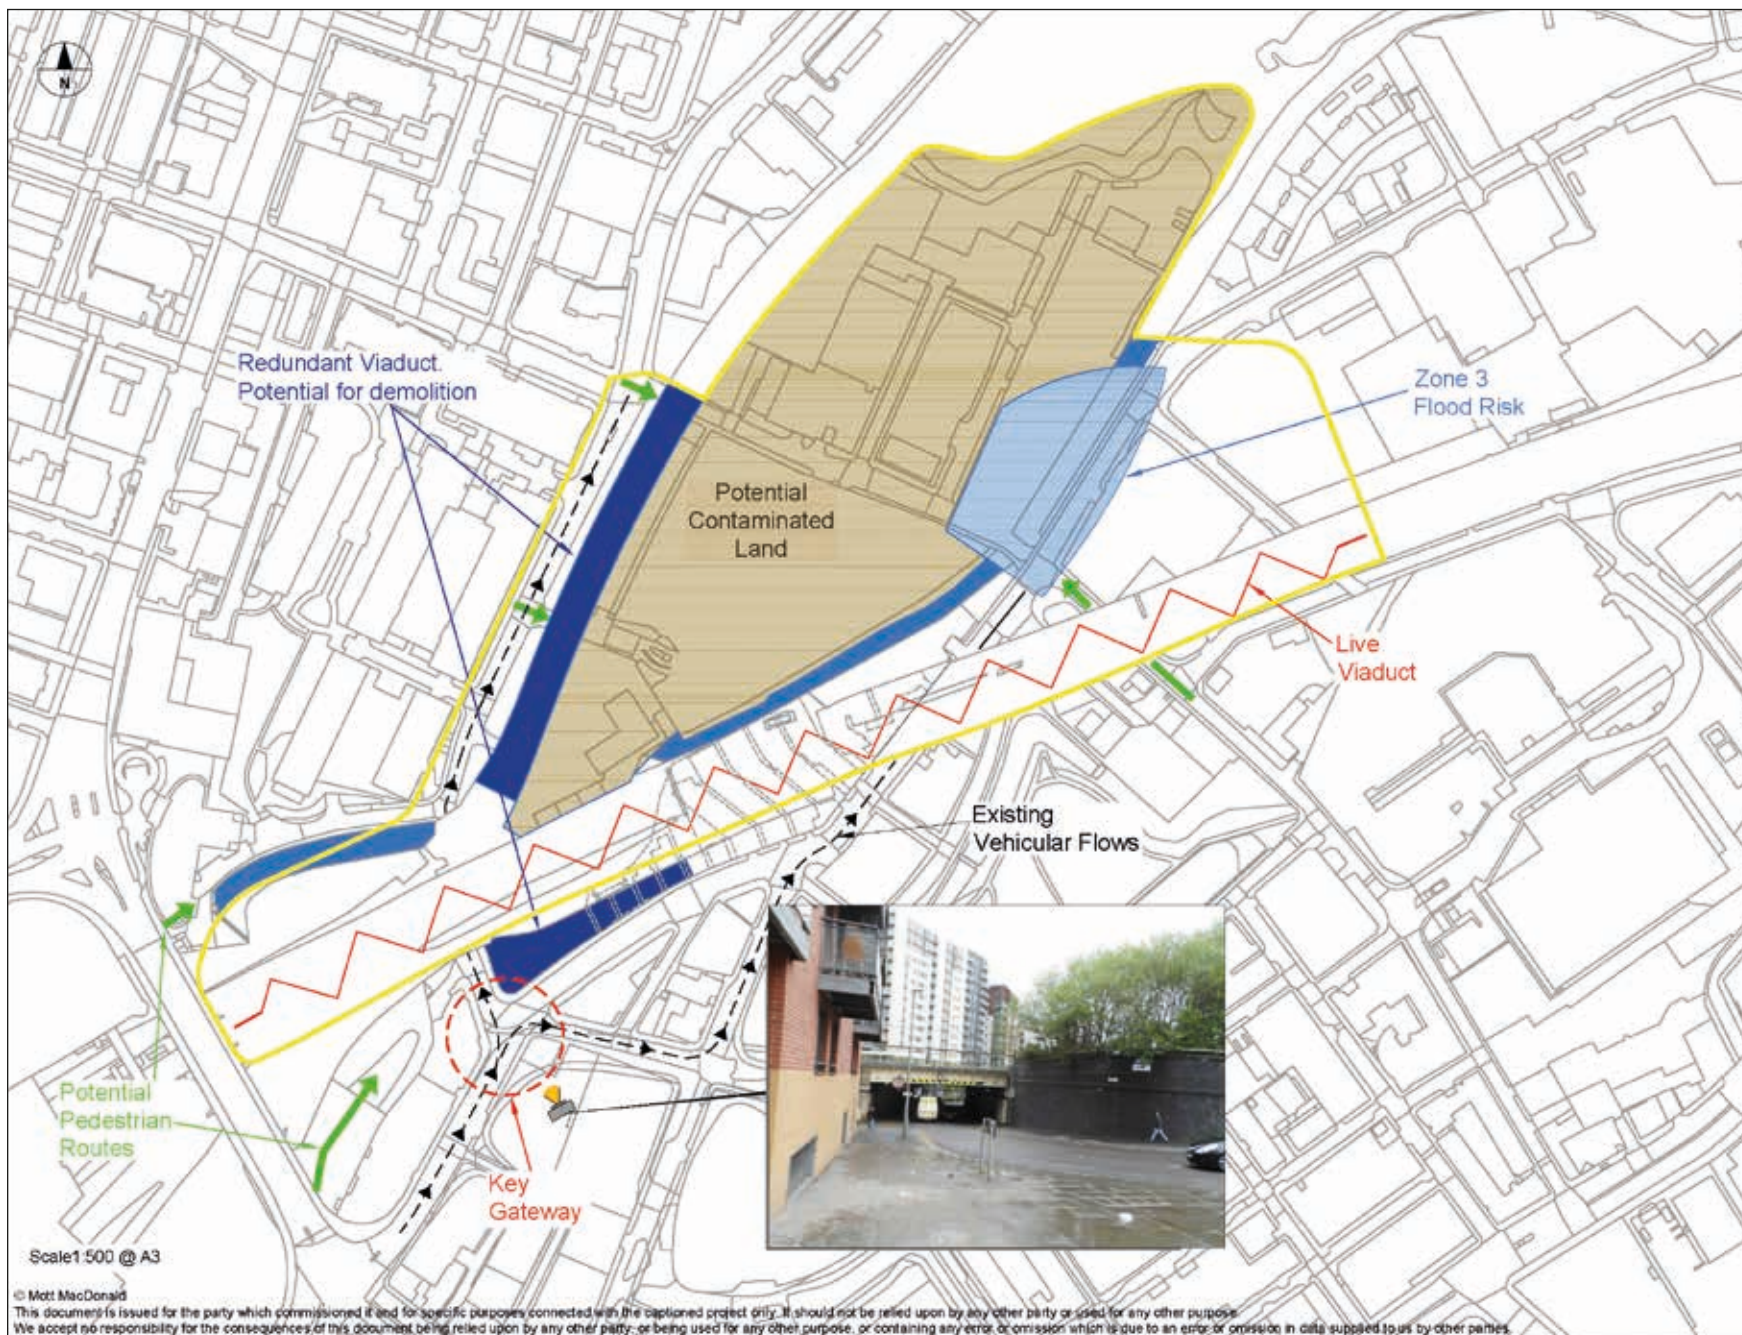 N
Redundant Viaduct.
Potential for demolition
Zone 3
Flood Risk
Potential
Contaminated
Land
Live
Viaduct
Existing
Vehicular Flows
Potential
Pedestrian
Routes
Key
Gateway
Scale1:500 @ A3
© Mott MacDonald
This document is issued for the party which commissioned it and for specific purposes connected with the captioned project only. It should not be relied upon by any other party or used for any other purpose.
We accept no responsibility for the consequences of this document being relied upon by any other party, or being used for any other purpose, or containing any error or omission which is due to an error or omission in data supplied to us by other parties.